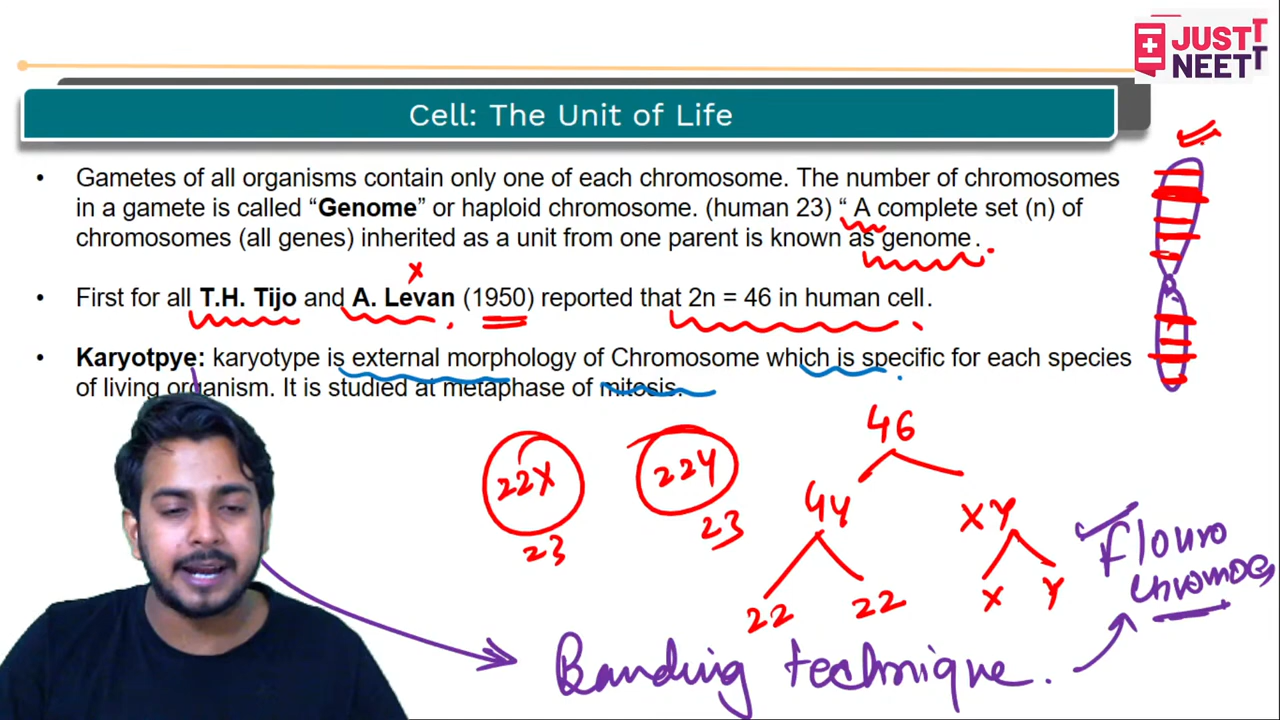 JUST
NEET
Cell: The Unit of Life
• Gametes of all organisms contain only one of each chromosome. The number of chromosomes
in a gamete is called “Genome” or haploid chromosome. (human 23) “ A complete set (n) of
chromosomes (all genes) inherited as a unit from one parent is known as genome .
x
• First for all T.H. Tijo and A. Levan (1950) reported that 2n = 46 in human cell.
• Karyotpye: karyotype is external morphology of Chromosome which is specific for each species
of living organism. It is studied at metaphase of mitosis.
46
22X 22Y
23 23
44 XY
22 22 X Y
Flouro
Banding technique.